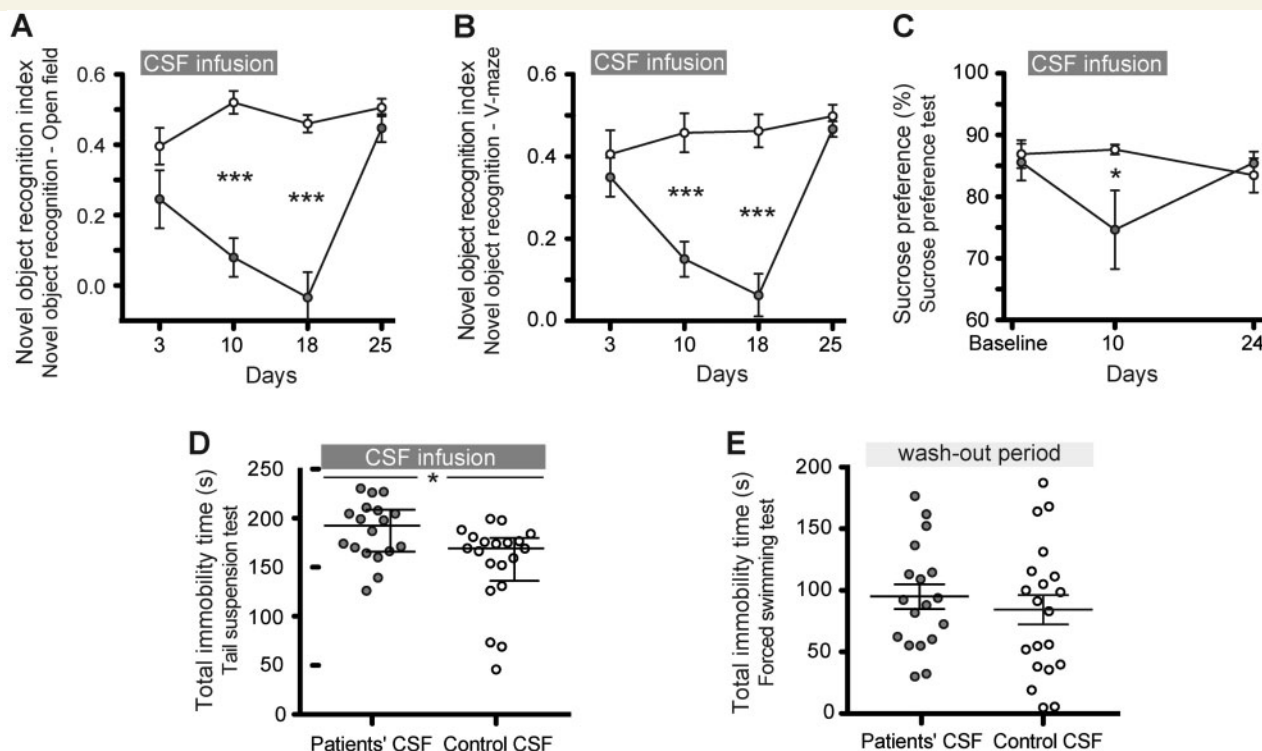 A
CSF infusion
Novel object recognition index
Novel object recognition - Open field
0.6
0.4
0.2
0.0
***
***
3 10 18 25
Days
B
CSF infusion
Novel object recognition index
Novel object recognition - V-maze
0.6
0.4
0.2
0.0
***
***
3 10 18 25
Days
C
CSF infusion
Sucrose preference (%)
Sucrose preference test
100
90
80
70
60
*
Baseline 10 24
Days
D
CSF infusion
*
Total immobility time (s)
Tail suspension test
250
200
150
100
50
0
Patients' CSF Control CSF
E
wash-out period
Total immobility time (s)
Forced swimming test
200
150
100
50
0
Patients' CSF Control CSF